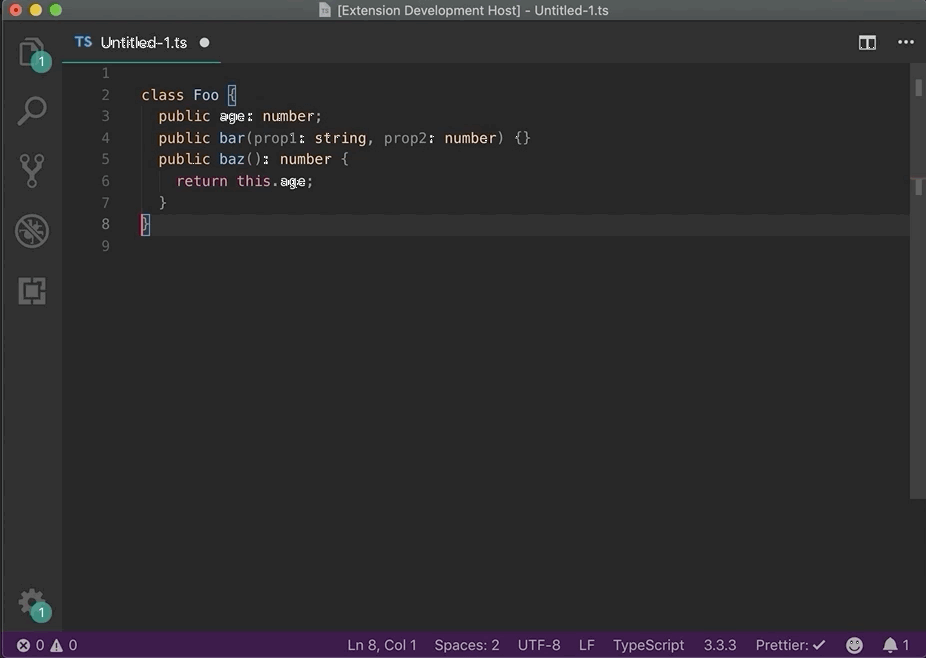 [Extension Development Host] - Untitled-1.ts
TS Untitled-1.ts
1
1
2 class Foo {
3 public age: number;
4 public bar(prop1: string, prop2: number) {}
5 public baz(): number {
6 return this.age;
7 }
8 }
9
1
0 0 Ln 8, Col 1 Spaces: 2 UTF-8 LF TypeScript 3.3.3 Prettier: ✓ 1